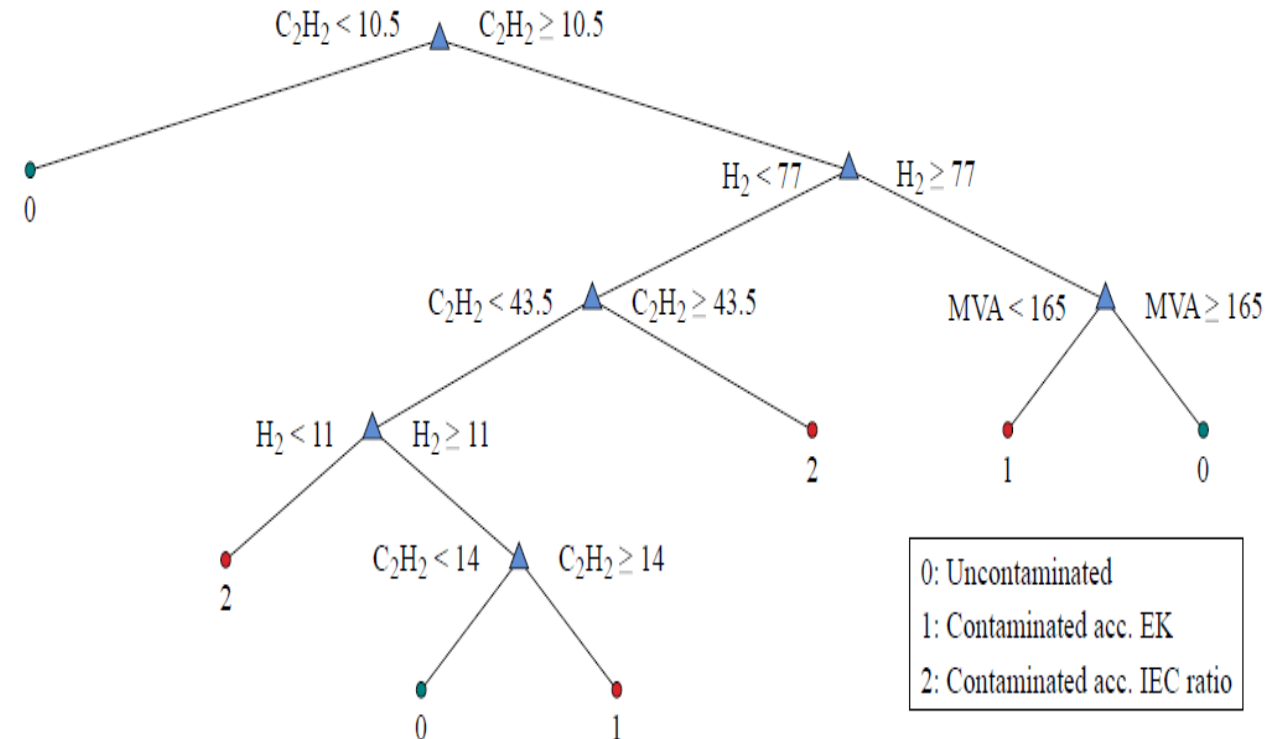 C₂H₂ < 10.5 C₂H₂ ≥ 10.5
0
H₂ < 77 H₂ ≥ 77
C₂H₂ < 43.5 C₂H₂ ≥ 43.5
MVA < 165 MVA ≥ 165
H₂ < 11 H₂ ≥ 11
2
1
0
C₂H₂ < 14 C₂H₂ ≥ 14
2
0
1
0: Uncontaminated
1: Contaminated acc. EK
2: Contaminated acc. IEC ratio